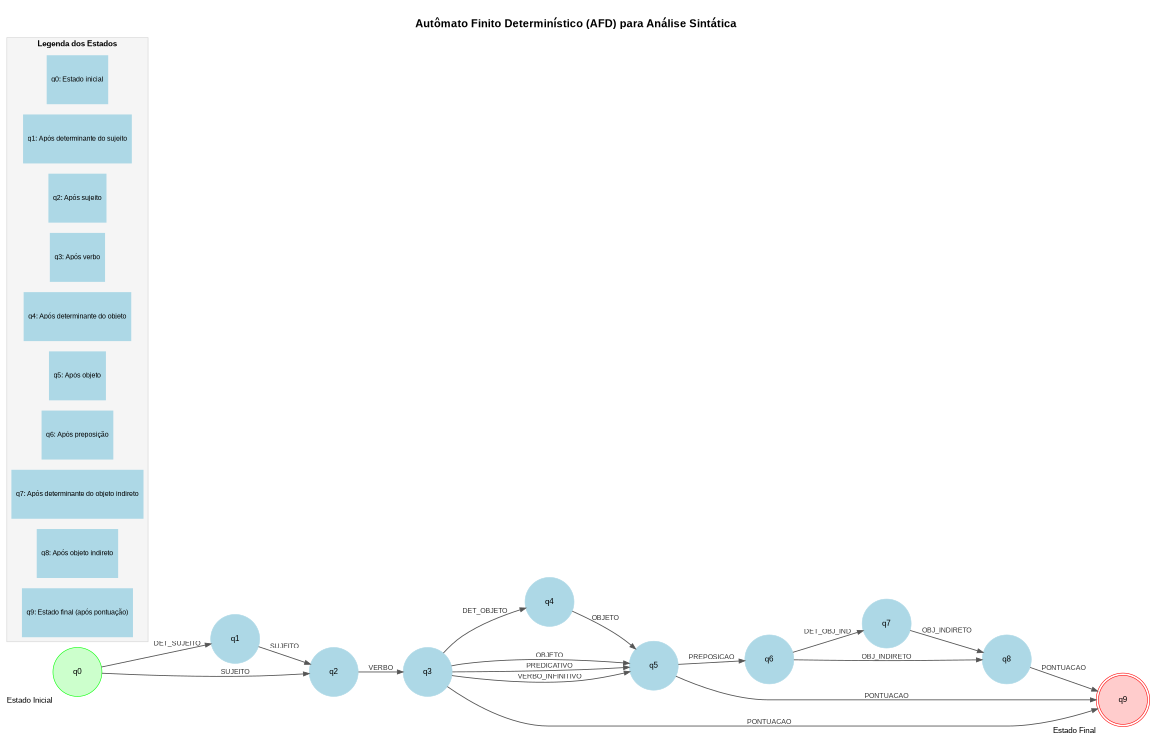 Autômato Finito Determinístico (AFD) para Análise Sintática
Legenda dos Estados
q0: Estado inicial
q1: Após determinante do sujeito
q2: Após sujeito
q3: Após verbo
q4: Após determinante do objeto
q5: Após objeto
q6: Após preposição
q7: Após determinante do objeto indireto
q8: Após objeto indireto
q9: Estado final (após pontuação)
q0
Estado Inicial
DET_SUJEITO
SUJEITO
q1
SUJEITO
q2
VERBO
q3
DET_OBJETO
q4
OBJETO
OBJETO
PREDICATIVO
VERBO_INFINITIVO
PONTUACAO
q5
PREPOSICAO
PONTUACAO
q6
DET_OBJ_IND
OBJ_INDIRETO
q7
OBJ_INDIRETO
q8
PONTUACAO
q9
Estado Final